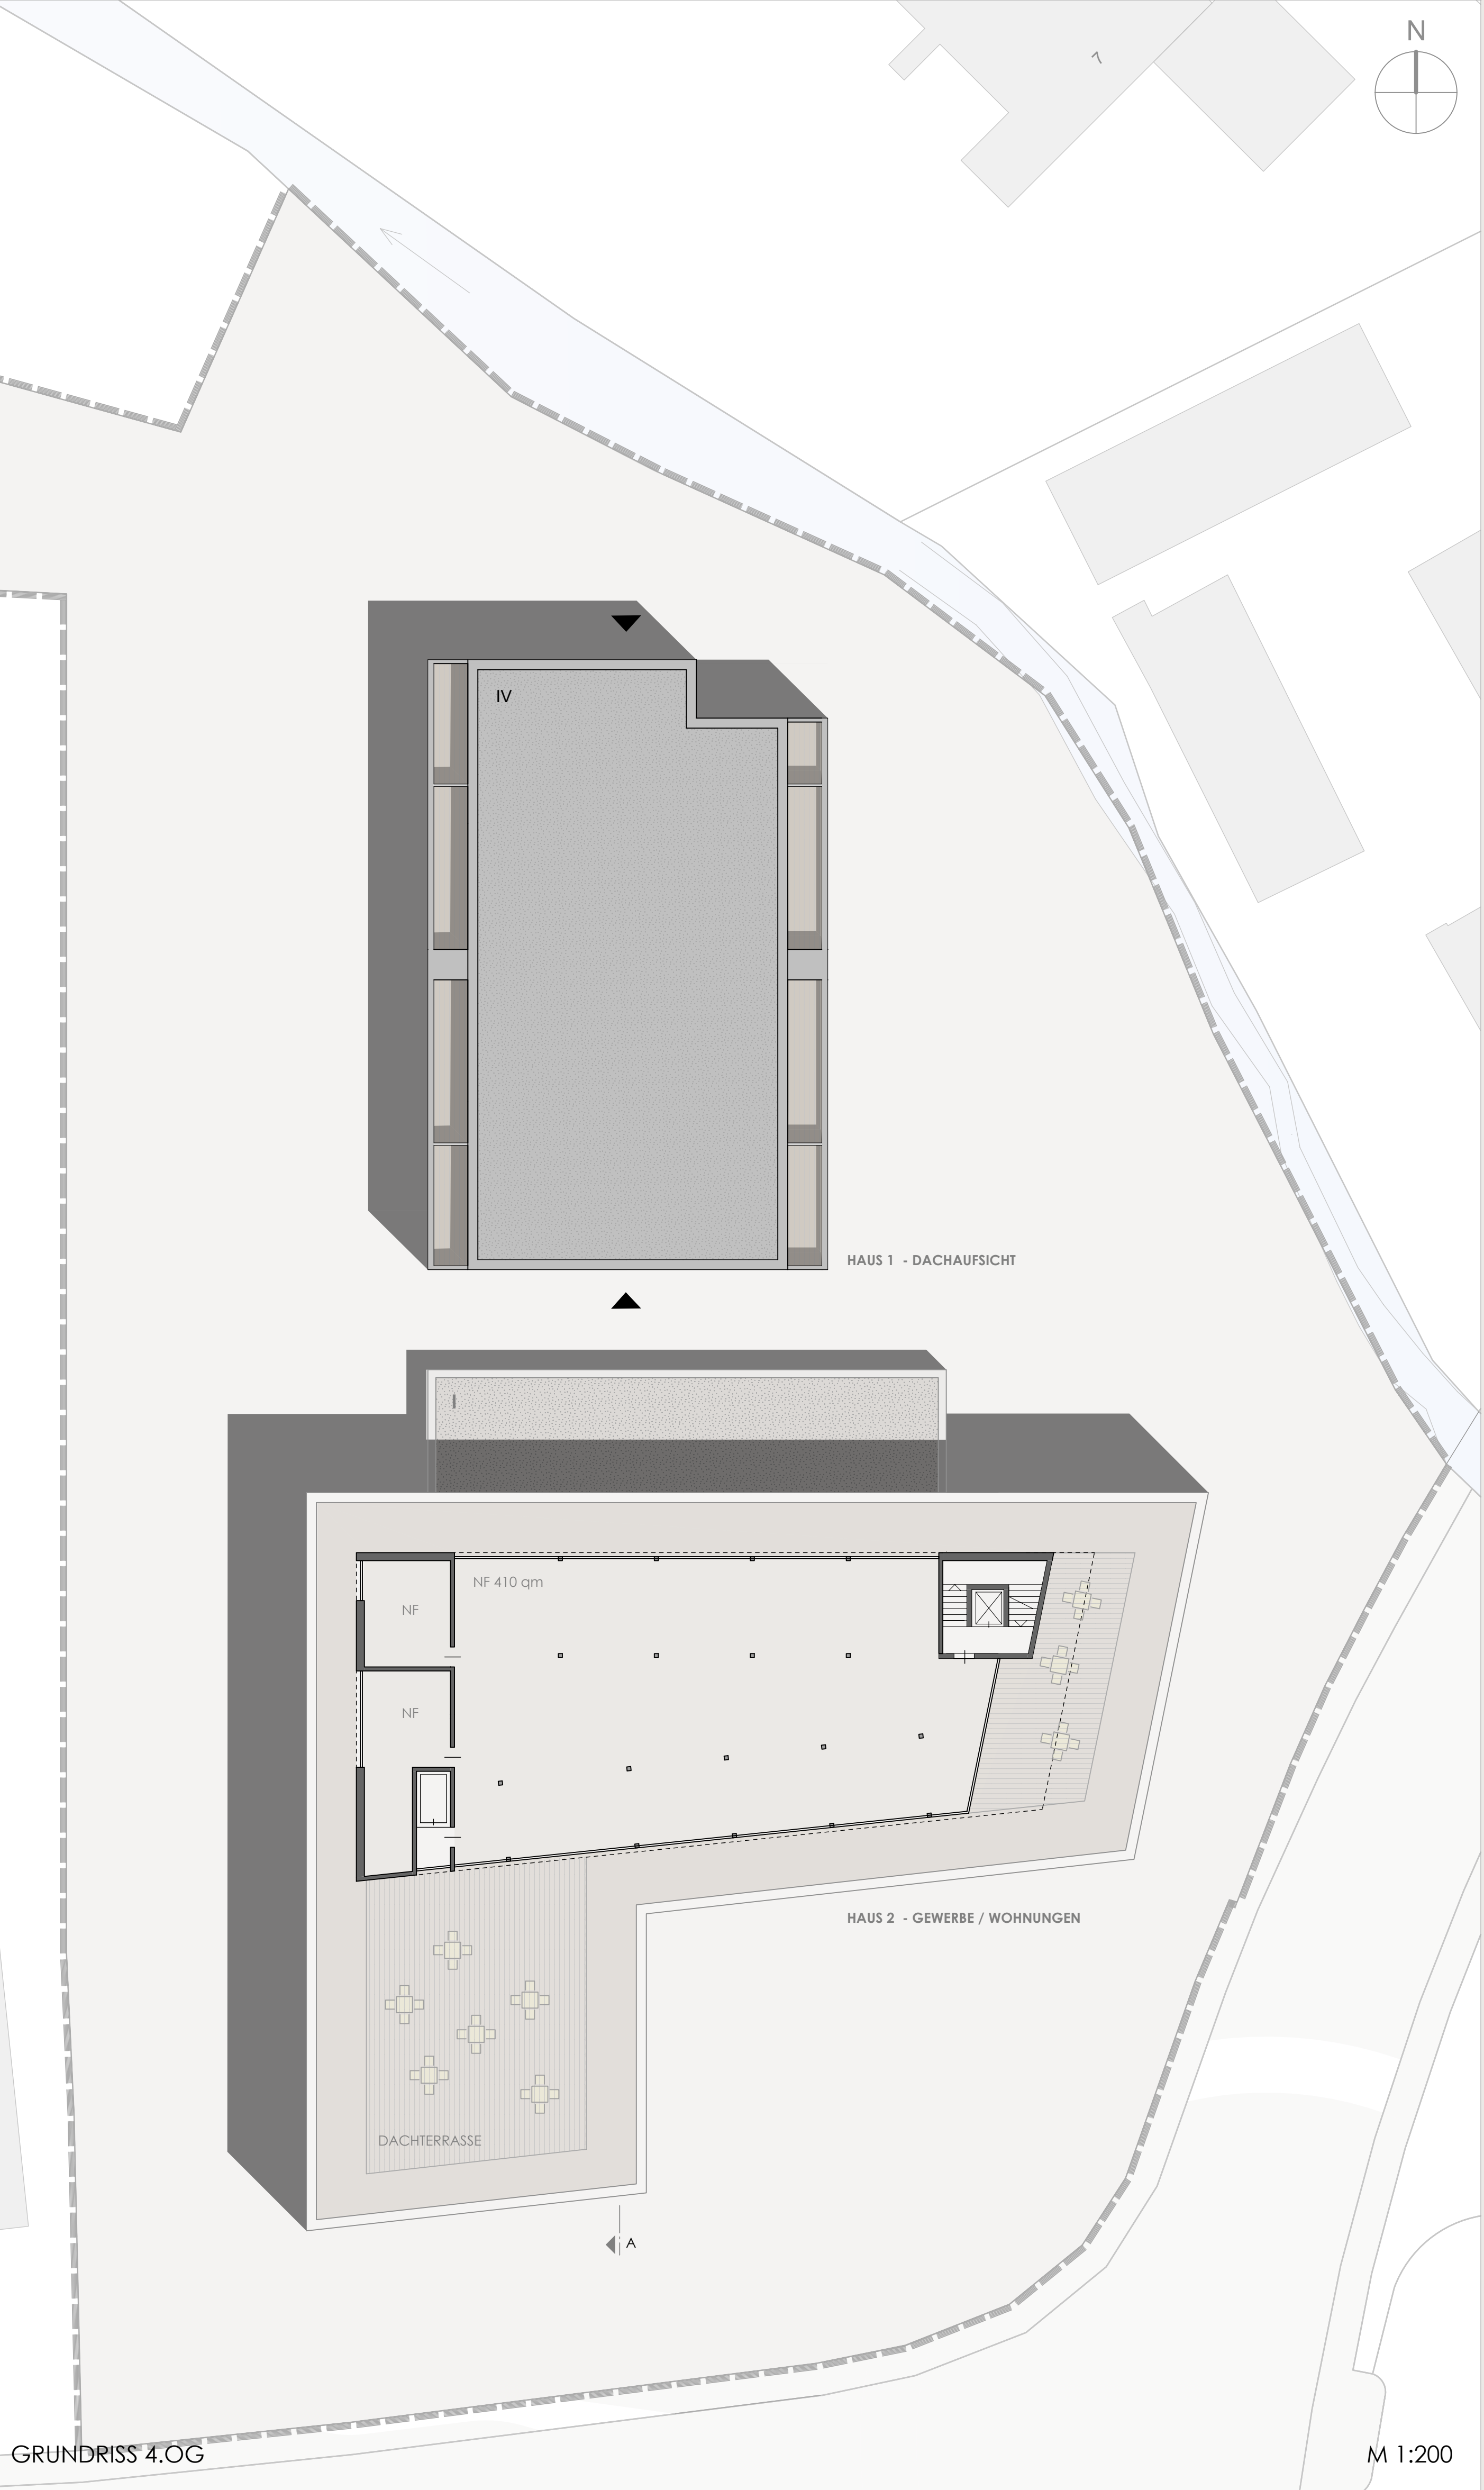 N
7
IV
HAUS 1 - DACHAUFSICHT
I
NF 410 qm
NF
NF
HAUS 2 - GEWERBE / WOHNUNGEN
DACHTERRASSE
A
GRUNDRISS 4.OG
M 1:200